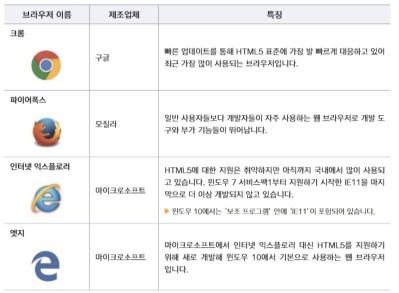 브라우저 이름 제조업체 특징
크롬
구글
빠른 업데이트를 통해 HTML5 표준에 가장 발 빠르게 대응하고 있어
최근 가장 많이 사용되는 브라우저입니다.
파이어폭스
모질라
일반 사용자들보다 개발자들이 자주 사용하는 웹 브라우저로 개발 도
구와 부가 기능들이 뛰어납니다.
인터넷 익스플로러
마이크로소프트
HTML5에 대한 지원은 취약하지만 아직까지 국내에서 많이 사용되
고 있습니다. 윈도우 7 서비스팩1부터 지원하기 시작한 IE11을 마지
막으로 더 이상 개발되지 않고 있습니다.
▶ 윈도우 10에서는 '보조 프로그램' 안에 'IE11'이 포함되어 있습니다.
엣지
마이크로소프트
마이크로소프트에서 인터넷 익스플로러 대신 HTML5를 지원하기
위해 새로 개발해 윈도우 10에서 기본으로 사용하는 웹 브라우저
입니다.